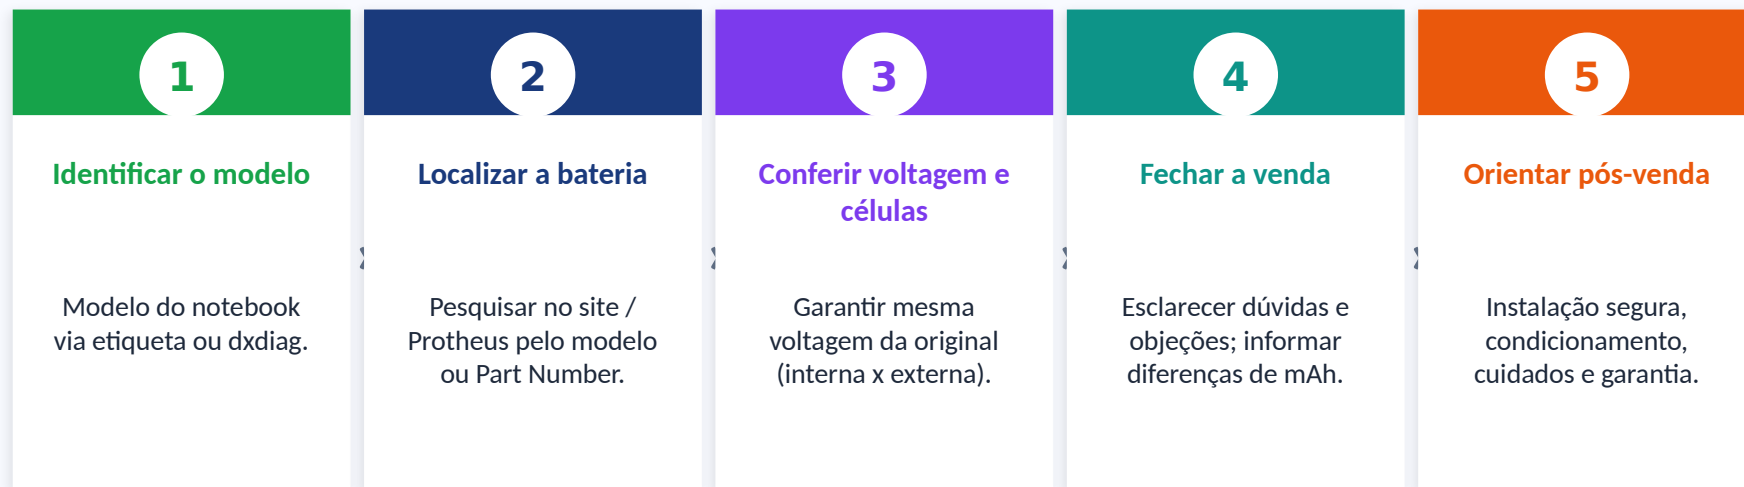 1
Identificar o modelo
Modelo do notebook
via etiqueta ou dxdiag.
2
Localizar a bateria
Pesquisar no site /
Protheus pelo modelo
ou Part Number.
3
Conferir voltagem e
células
Garantir mesma
voltagem da original
(interna x externa).
4
Fechar a venda
Esclarecer dúvidas e
objeções; informar
diferenças de mAh.
5
Orientar pós-venda
Instalação segura,
condicionamento,
cuidados e garantia.